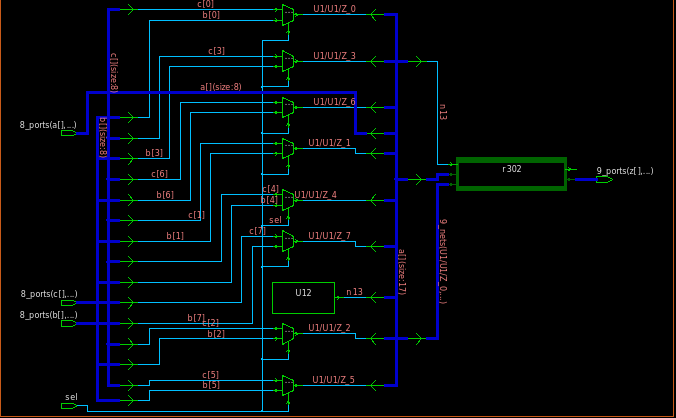 c[0]
b[0]
U1/U1/Z_0
c[3]
U1/U1/Z_3
c[](size:8)
a[](size:8)
U1/U1/Z_6
n13
8_ports(a[],...)
b[](size:8)
b[3]
U1/U1/Z_1
c[6]
r302
9_ports(z[],...)
b[6]
c[4]
b[4]
U1/U1/Z_4
c[1]
sel
b[1]
c[7]
U1/U1/Z_7
a[](size:17)
9_nets(U1/U1/Z_0,...)
8_ports(c[],...)
U12
n13
8_ports(b[],...)
b[7]
c[2]
b[2]
U1/U1/Z_2
c[5]
b[5]
U1/U1/Z_5
sel